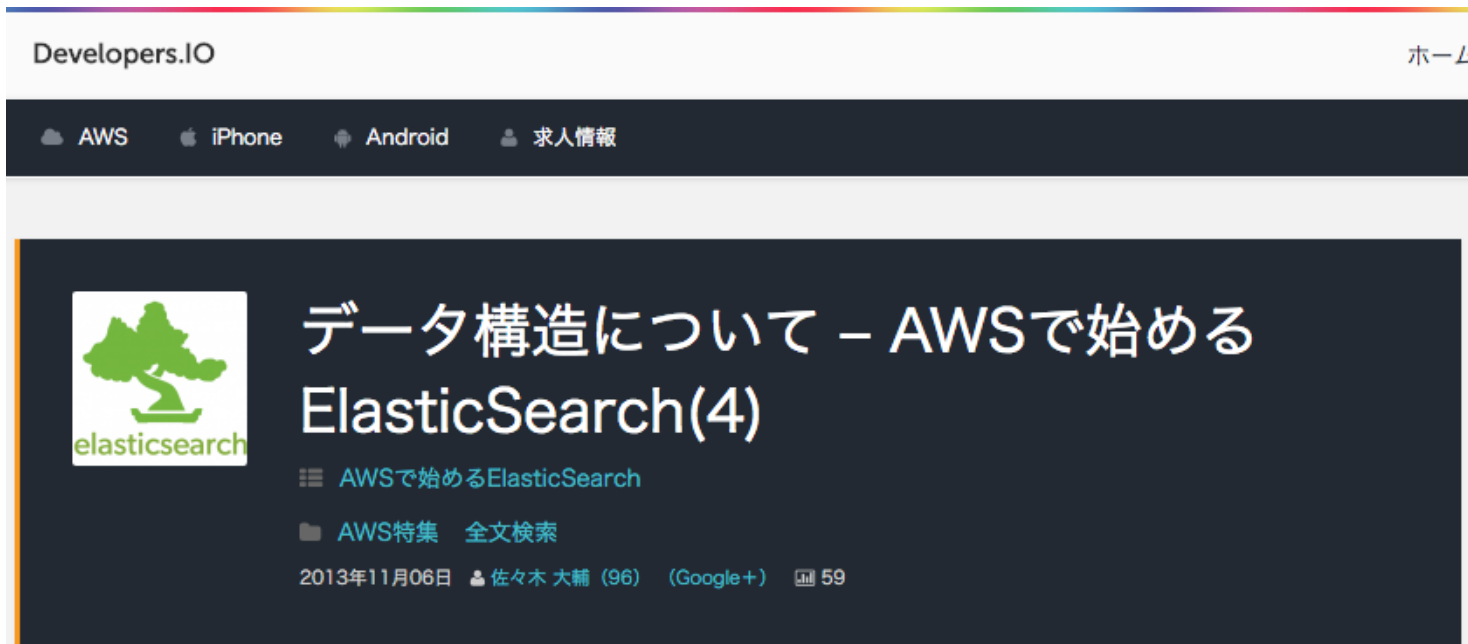 Developers.IO
ホーム
AWS iPhone Android 求人情報
データ構造について – AWSで始める
ElasticSearch(4)
elasticsearch
AWSで始めるElasticSearch
AWS特集 全文検索
2013年11月06日 佐々木 大輔（96） （Google+） 59